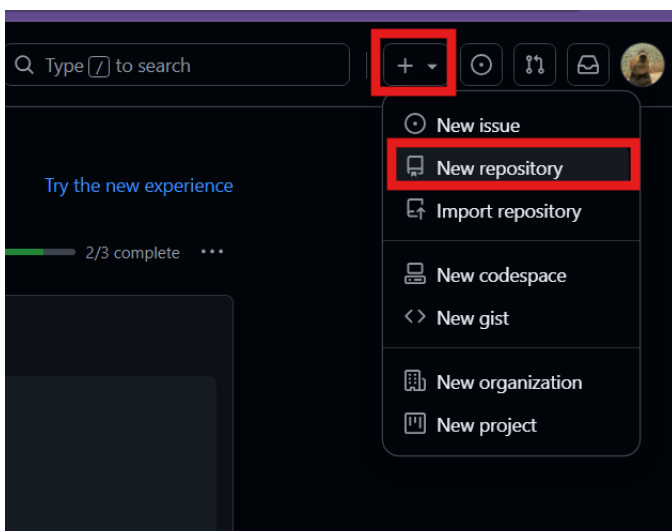 Type / to search
New issue
New repository
Try the new experience
Import repository
2/3 complete
New codespace
New gist
New organization
New project